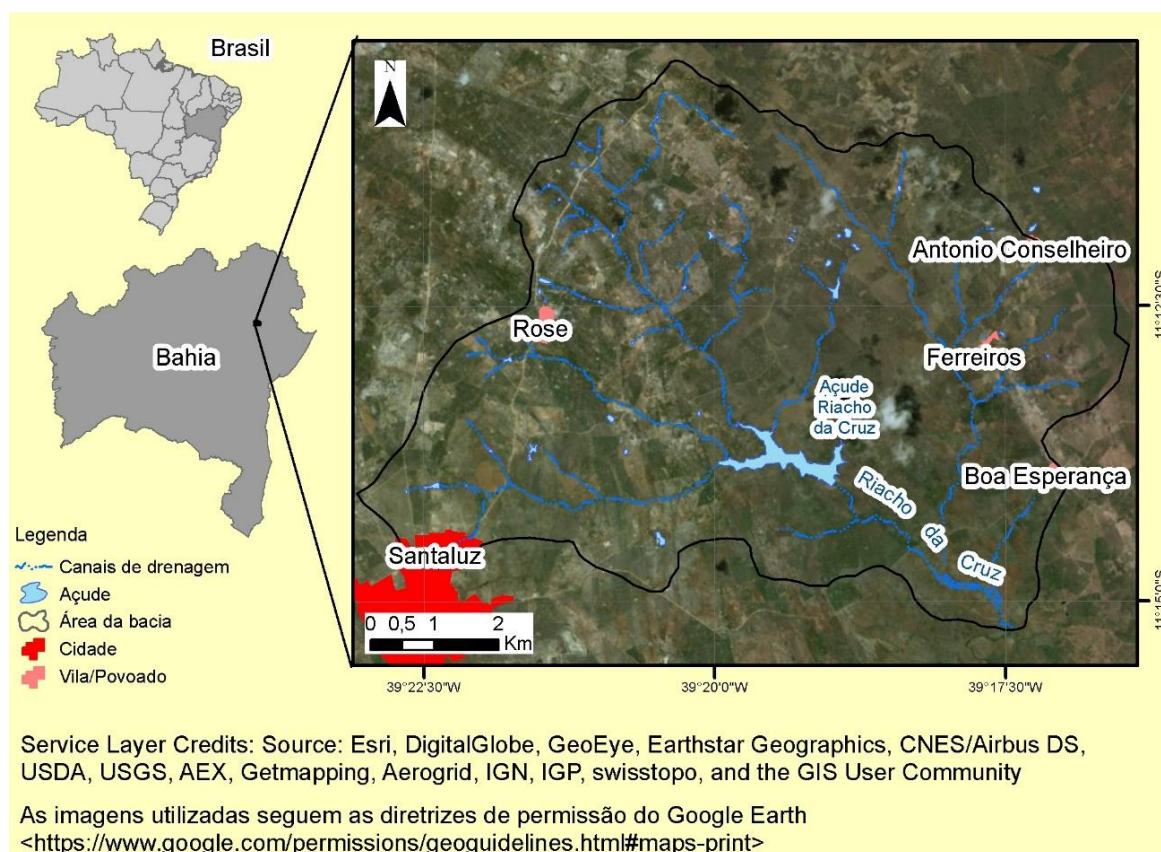 Brasil
Bahia
N
Antonio Conselheiro
Rose
Ferreiros
Açude
Riacho
da Cruz
Boa Esperança
Riacho da Cruz
Santaluz
0 0,5 1 2
Km
11°12'30"S
11°15'0"S
39°22'30"W
39°20'0"W
39°17'30"W
Legenda
Canais de drenagem
Açude
Área da bacia
Cidade
Vila/Povoado
Service Layer Credits: Source: Esri, DigitalGlobe, GeoEye, Earthstar Geographics, CNES/Airbus DS,
USDA, USGS, AEX, Getmapping, Aerogrid, IGN, IGP, swisstopo, and the GIS User Community
As imagens utilizadas seguem as diretrizes de permissão do Google Earth
<https://www.google.com/permissions/geoguidelines.html#maps-print>